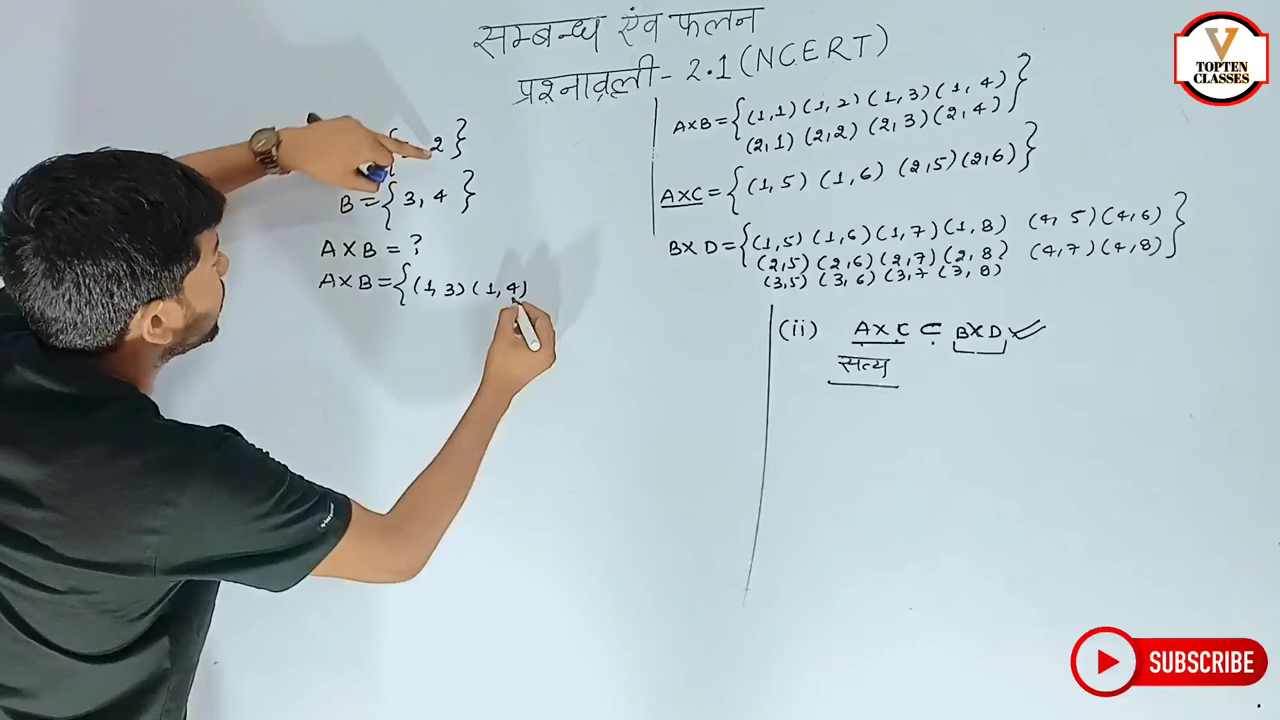 सम्बन्ध एंव फलन
प्रश्नावली - 2.1 (NCERT)
2}
B = {3, 4}
A X B = ?
A X B = {(1, 3) (1, 4)
A X B = {(1,1) (1, 2) (1, 3) (1, 4)
(2,1) (2,2) (2,3) (2,4)}
A X C = {(1, 5) (1, 6) (2,5) (2,6)}
B X D = {(1,5) (1,6) (1,7) (1,8) (4, 5) (4,6)
(2,5) (2,6) (2,7) (2,8) (4,7) (4,8)}
(3,5) (3,6) (3,7 (3,8)
(ii) A X C ⊂ B X D
सत्य
V
TOPTEN
CLASSES
SUBSCRIBE